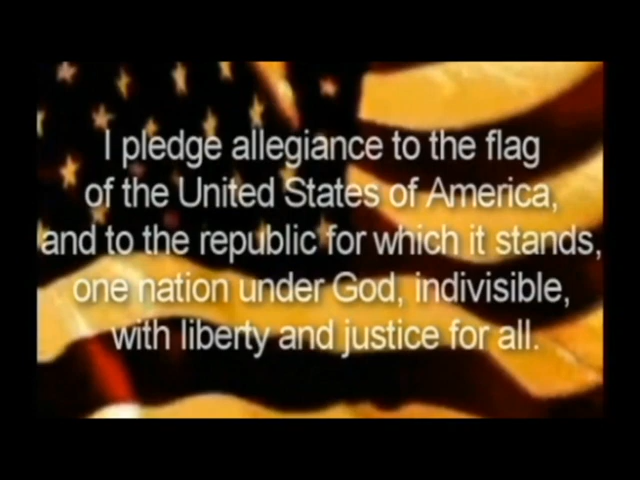 I pledge allegiance to the flag
of the United States of America,
and to the republic for which it stands,
one nation under God, indivisible,
with liberty and justice for all.